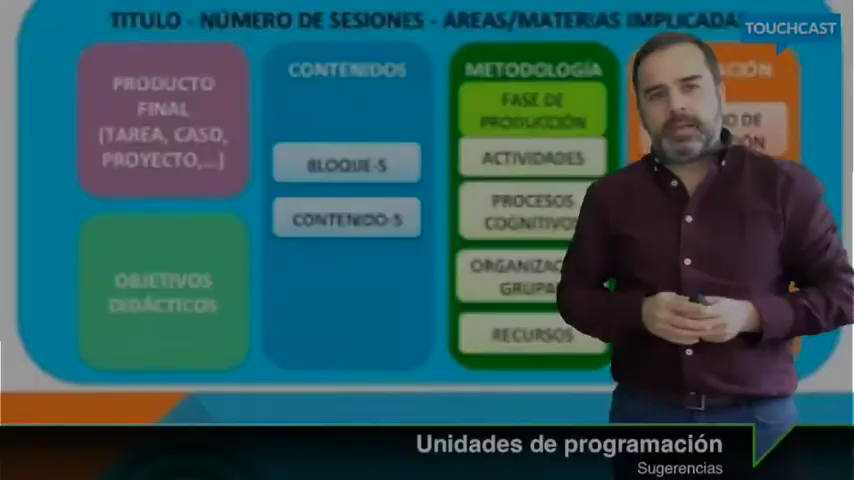 TITULO - NÚMERO DE SESIONES - ÁREAS/MATERIAS IMPLICADAS
TOUCHCAST
PRODUCTO
FINAL
(TAREA, CASO,
PROYECTO,...)
OBJETIVOS
DIDÁCTICOS
CONTENIDOS
BLOQUE-S
CONTENIDO-S
METODOLOGÍA
FASE DE
PRODUCCIÓN
ACTIVIDADES
PROCESOS
COGNITIVOS
RECURSOS
Unidades de programación
Sugerencias